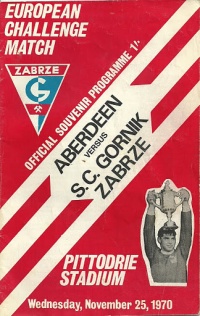 EUROPEAN
CHALLENGE
MATCH
ZABRZE
G
OFFICIAL SOUVENIR PROGRAMME 1/-
ABERDEEN
VERSUS
S.C. GORNIK
ZABRZE
PITTODRIE
STADIUM
Wednesday, November 25, 1970